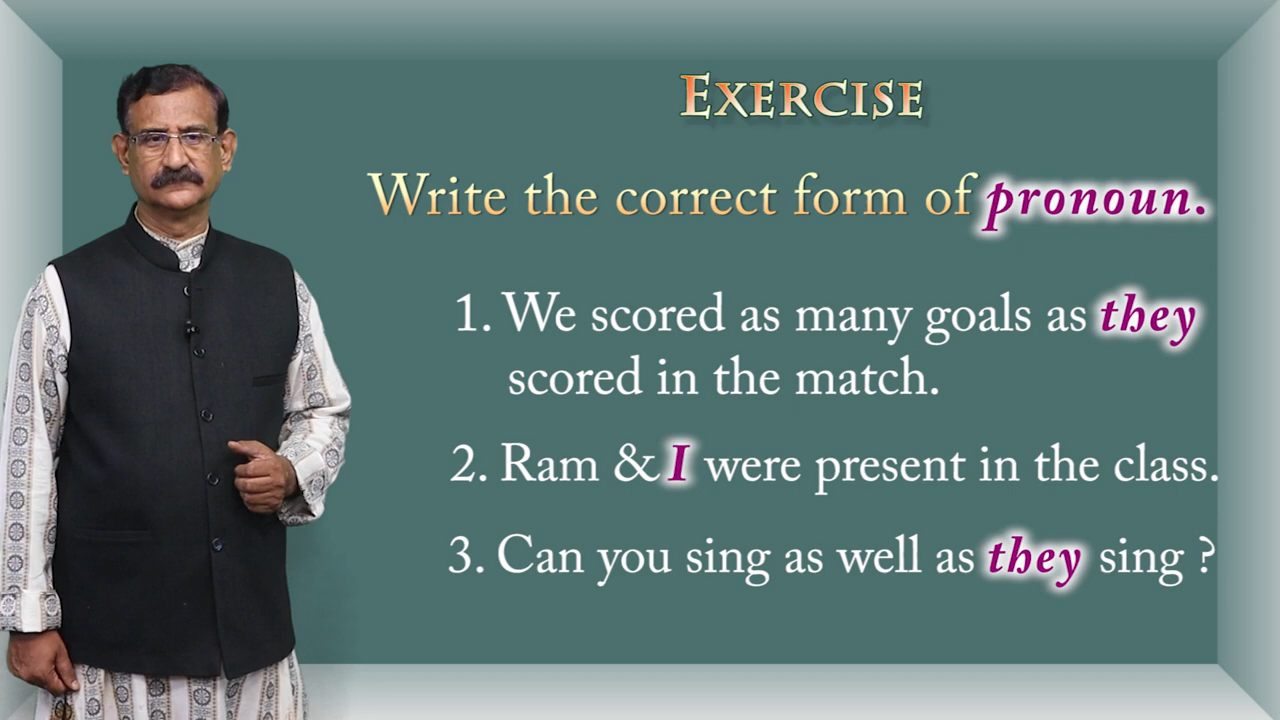 EXERCISE
Write the correct form of pronoun.
1. We scored as many goals as they
scored in the match.
2. Ram & I were present in the class.
3. Can you sing as well as they sing ?